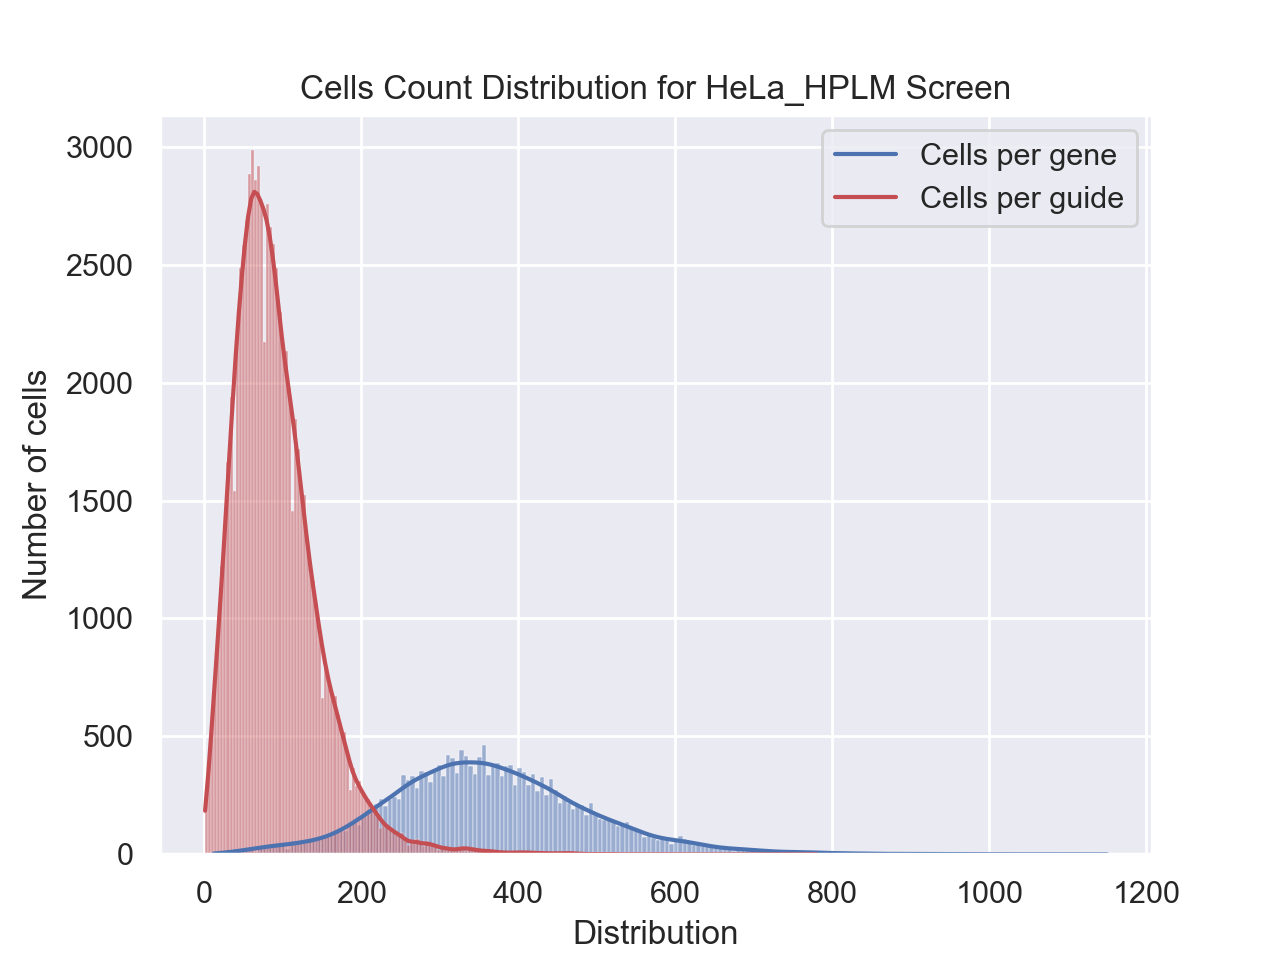 Cells Count Distribution for HeLa_HPLM Screen
Cells per gene
Cells per guide
3000
2500
2000
1500
1000
500
0
Number of cells
0 200 400 600 800 1000 1200
Distribution